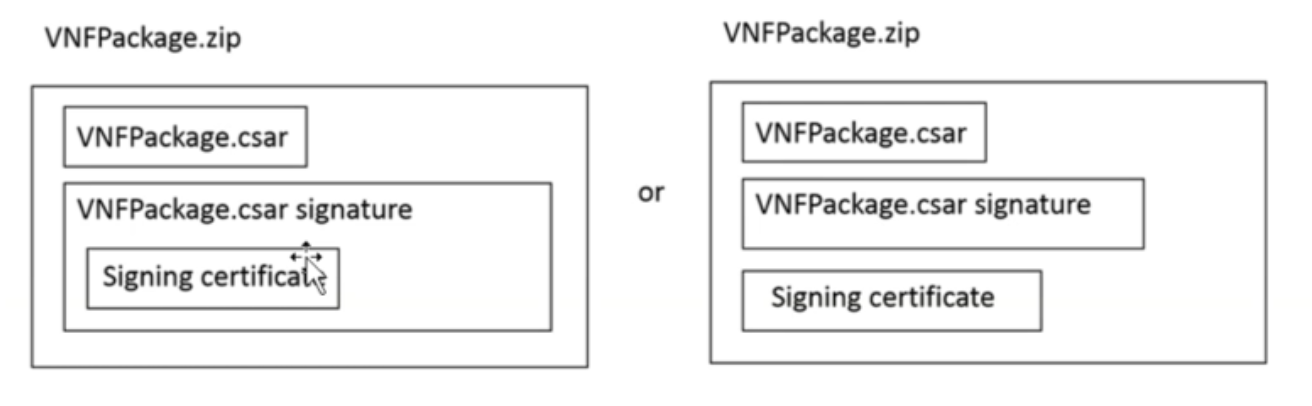 VNFPackage.zip
VNFPackage.csar
VNFPackage.csar signature
Signing certificat
or
VNFPackage.zip
VNFPackage.csar
VNFPackage.csar signature
Signing certificate